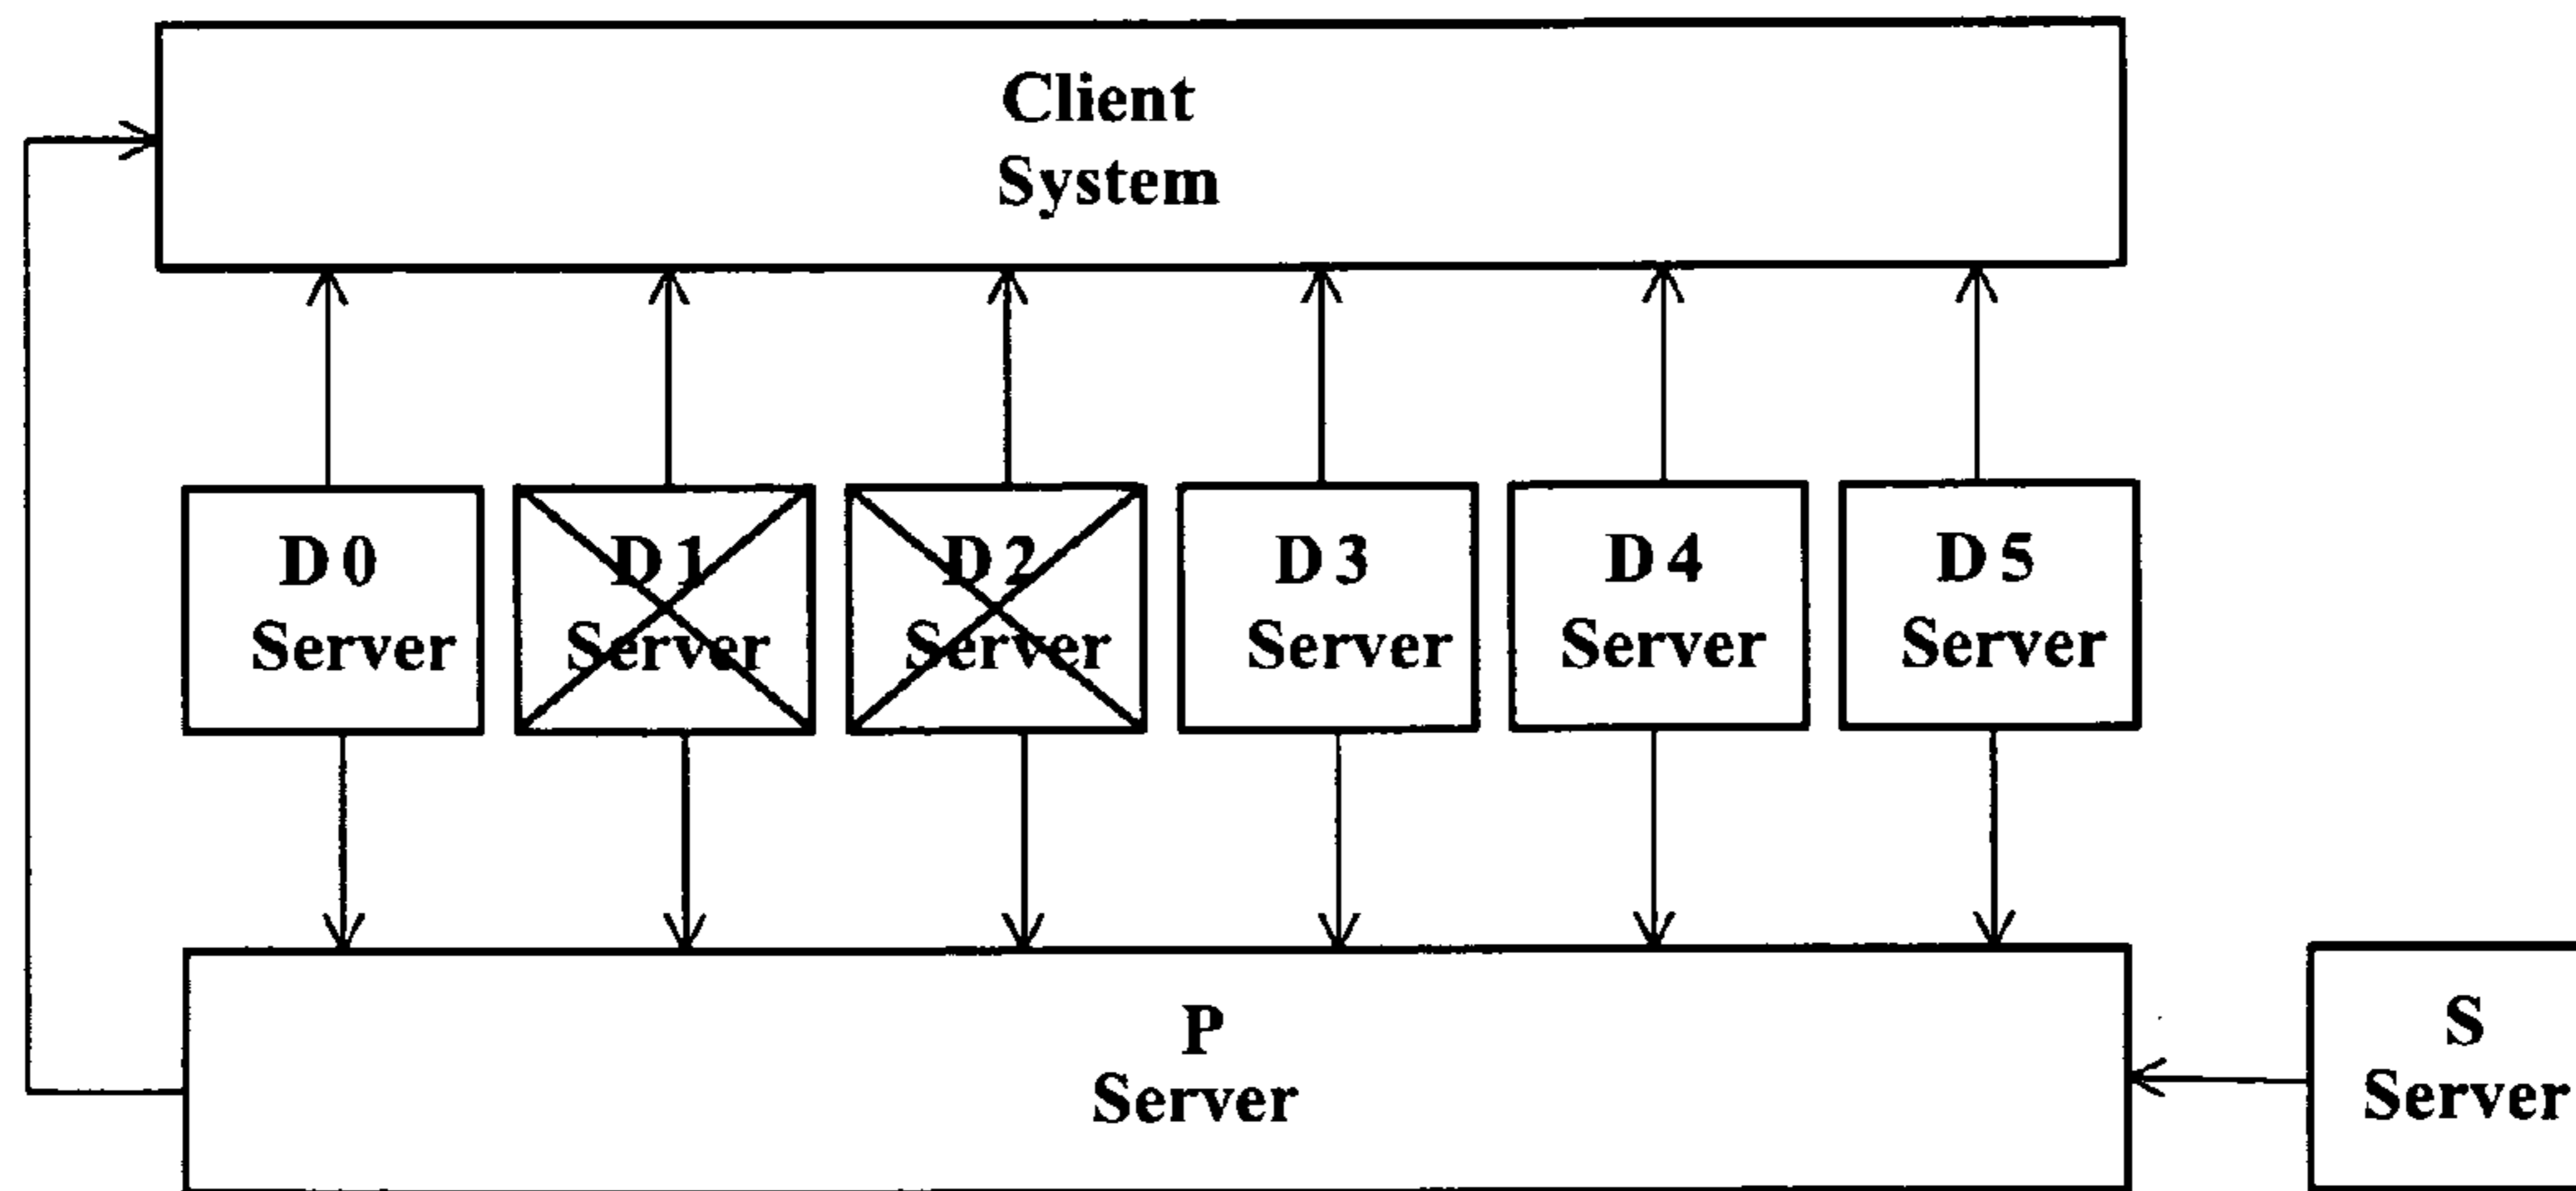 Client
System
D 0
Server
D 1
Server
D 2
Server
D 3
Server
D 4
Server
D 5
Server
P
Server
S
Server